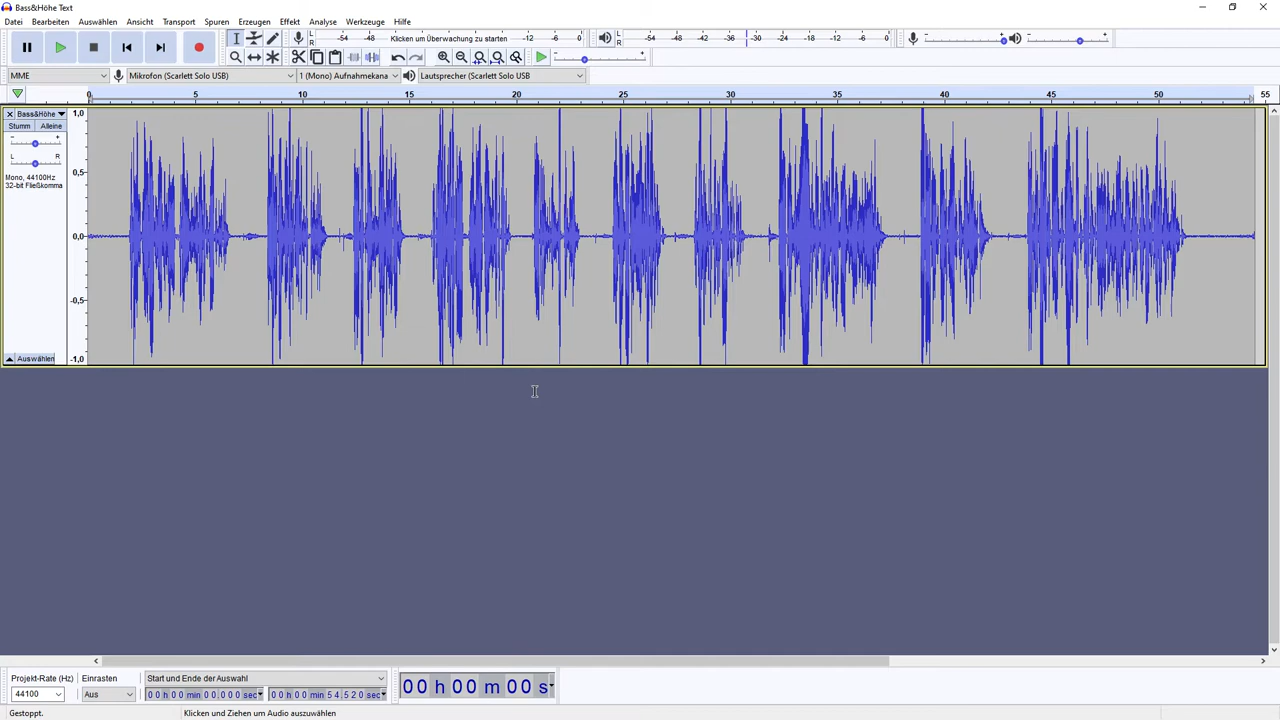 Bass&Höhe Text
Datei Bearbeiten Auswählen Ansicht Transport Spuren Erzeugen Effekt Analyse Werkzeuge Hilfe
L R -54 -48 Klicken um Überwachung zu starten -12 -6 0 L R -54 -48 -42 -36 -30 -24 -18 -12 -6 0
- +
MME Mikrofon (Scarlett Solo USB) 1 (Mono) Aufnahmekana Lautsprecher (Scarlett Solo USB
0 5 10 15 20 25 30 35 40 45 50 55
Bass&Höhe
Stumm Alleine
- +
L R
Mono, 44100Hz
32-bit Fließkomma
1,0
0,5
0,0
-0,5
-1,0
Auswählen
Projekt-Rate (Hz) Einrasten Start und Ende der Auswahl
44100 Aus 00 h 00 min 00,000 sec 00 h 00 min 54,520 sec
00 h 00 m 00 s
Gestoppt. Klicken und Ziehen um Audio auszuwählen